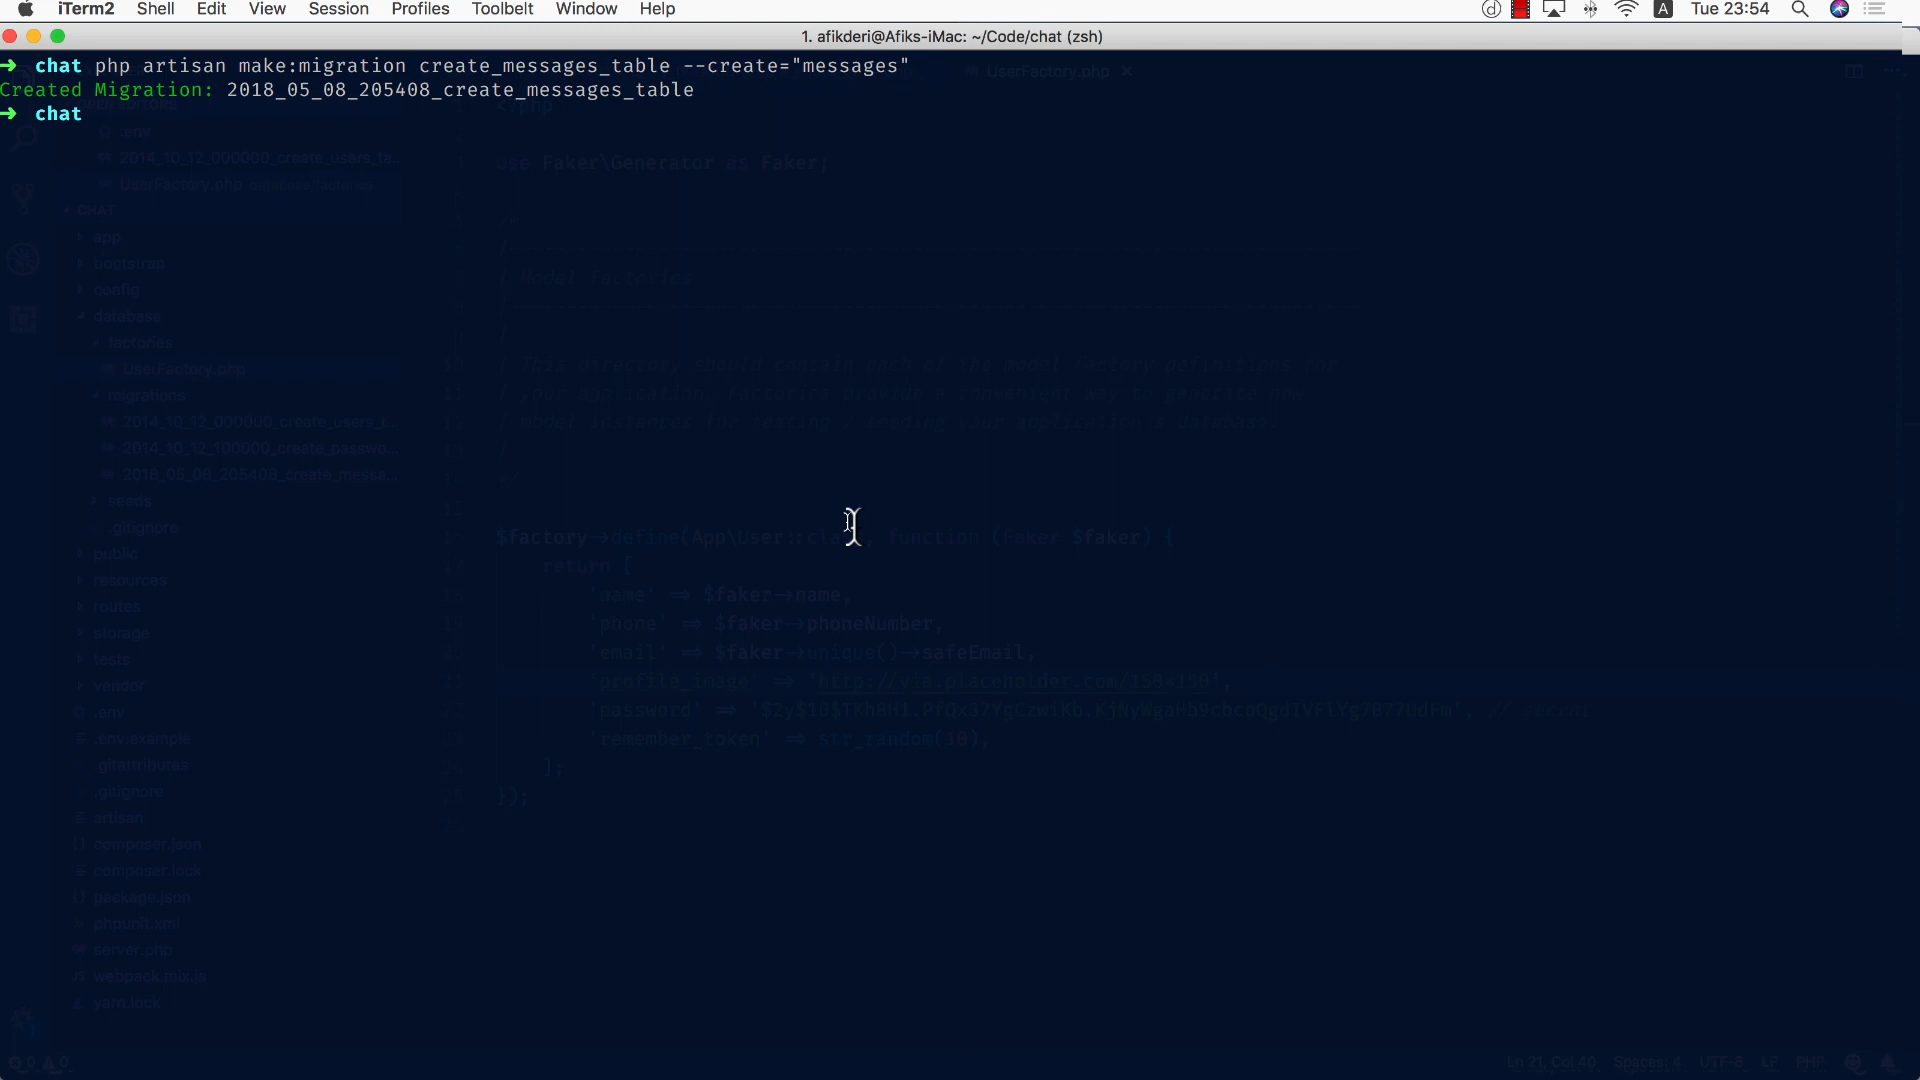 iTerm2 Shell Edit View Session Profiles Toolbelt Window Help
A Tue 23:54
1. afikderi@Afiks-iMac: ~/Code/chat (zsh)
➜ chat php artisan make:migration create_messages_table --create="messages"
Created Migration: 2018_05_08_205408_create_messages_table
➜ chat
UserFactory.php
.env
2014_10_12_000000_create_users_ta...
UserFactory.php database/factories
use Faker\Generator as Faker;
CHAT
app
bootstrap
config
database
factories
UserFactory.php
migrations
2014_10_12_000000_create_users_t...
2014_10_12_100000_create_passwo...
2018_05_08_205408_create_messa...
seeds
.gitignore
public
resources
routes
storage
tests
vendor
.env
.env.example
.gitattributes
.gitignore
artisan
composer.json
composer.lock
package.json
phpunit.xml
server.php
webpack.mix.js
yarn.lock
| Model Factories
| This directory should contain each of the model factory definitions for
| your application. Factories provide a convenient way to generate new
| model instances for testing / seeding your application's database.
*/
$factory->define(App\User::class, function (Faker $faker) {
return [
'name' => $faker->name,
'phone' => $faker->phoneNumber,
'email' => $faker->unique()->safeEmail,
'profile_image' => 'http://via.placeholder.com/150x150',
'password' =>
'remember_token' => str_random(10),
];
});
Ln 21, Col 40 Spaces: 4 UTF-8 LF PHP